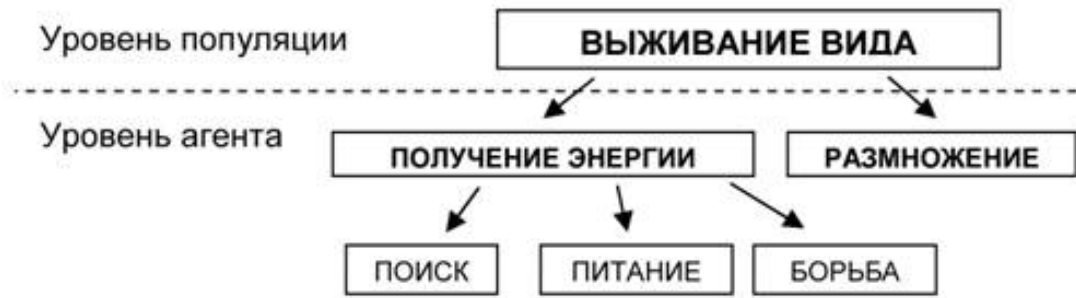 Уровень популяции
ВЫЖИВАНИЕ ВИДА
Уровень агента
ПОЛУЧЕНИЕ ЭНЕРГИИ
РАЗМНОЖЕНИЕ
ПОИСК
ПИТАНИЕ
БОРЬБА